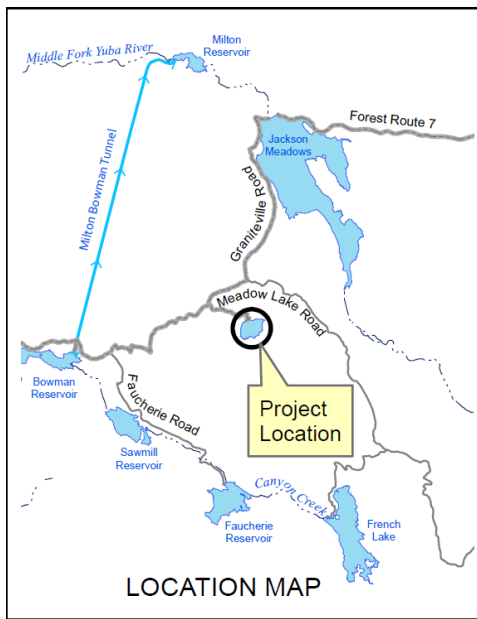 Middle Fork Yuba River
Milton
Reservoir
Forest Route 7
Jackson
Meadows
Milton Bowman Tunnel
Graniteville Road
Meadow Lake Road
Bowman
Reservoir
Faucherie Road
Project
Location
Sawmill
Reservoir
Canyon Creek
Faucherie
Reservoir
French
Lake
LOCATION MAP